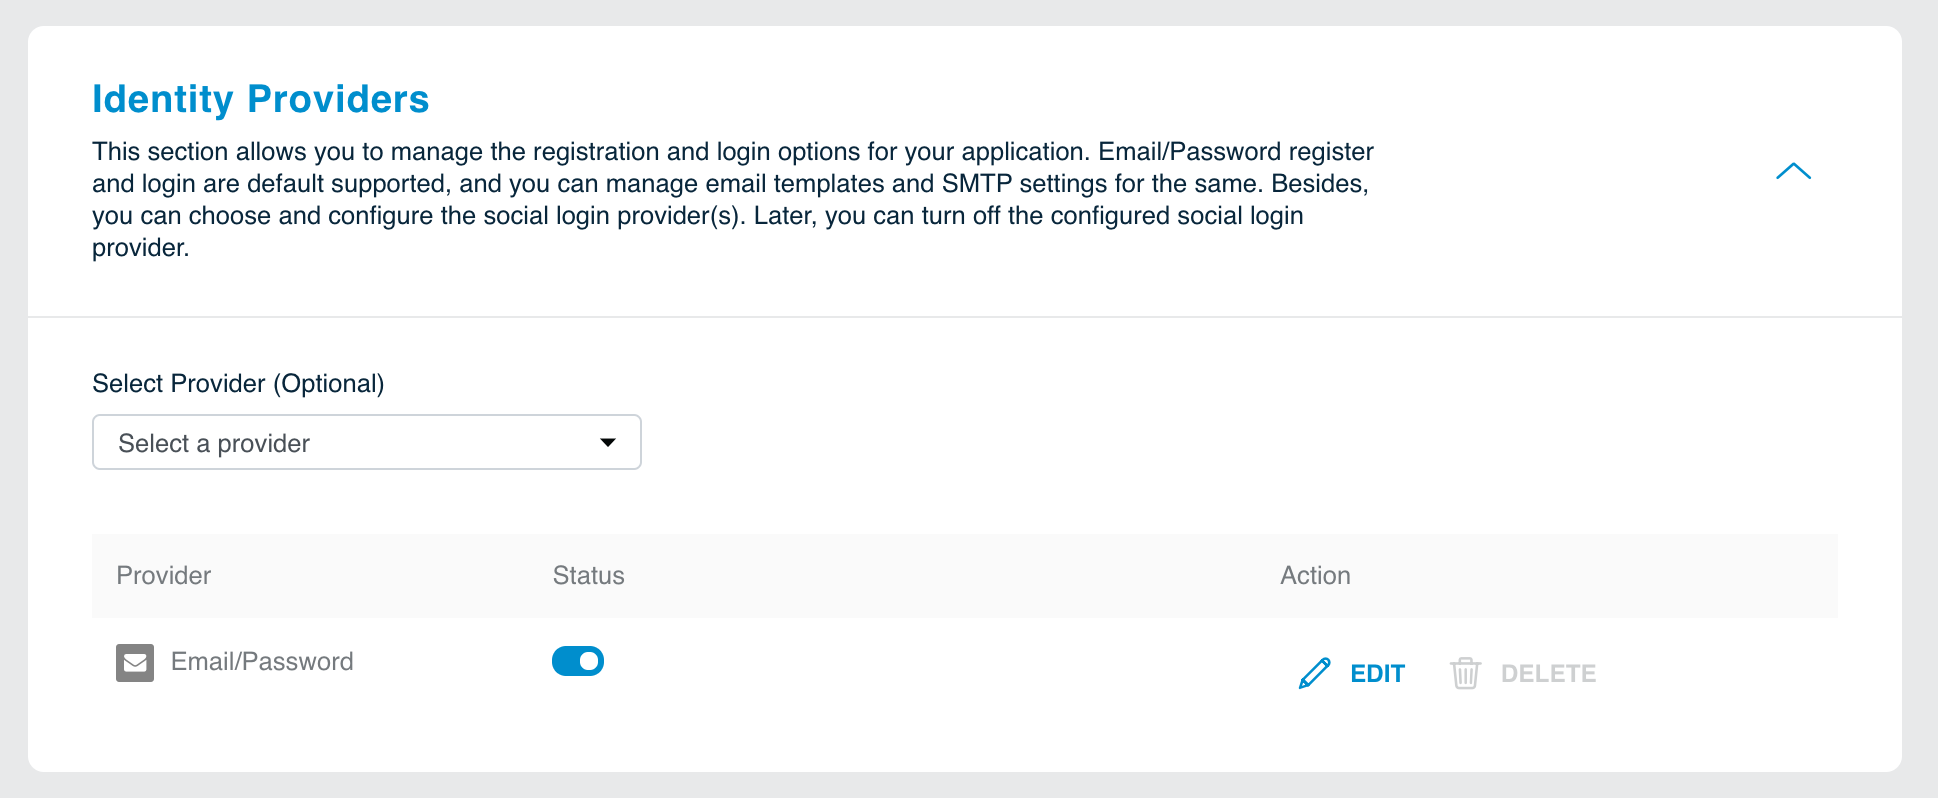 Identity Providers
This section allows you to manage the registration and login options for your application. Email/Password register
and login are default supported, and you can manage email templates and SMTP settings for the same. Besides,
you can choose and configure the social login provider(s). Later, you can turn off the configured social login
provider.
Select Provider (Optional)
Select a provider
Provider Status Action
Email/Password EDIT DELETE